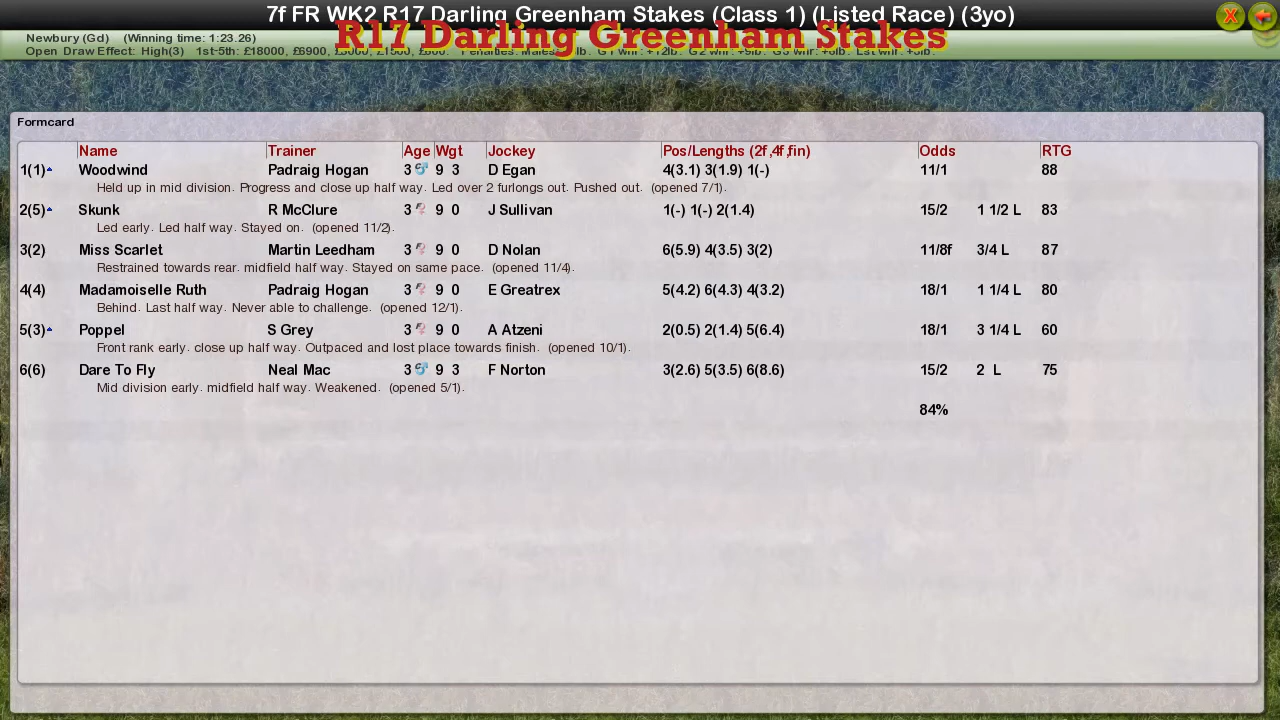 7f FR WK2 R17 Darling Greenham Stakes (Class 1) (Listed Race) (3yo)
R17 Darling Greenham Stakes
Newbury (Gd) (Winning time: 1:23.26)
Open Draw Effect: High(3) 1st-5th: £18000, £6900,
Formcard
Name Trainer Age Wgt Jockey Pos/Lengths (2f,4f,fin) Odds RTG
1(1) Woodwind Padraig Hogan 3 9 3 D Egan 4(3.1) 3(1.9) 1(-) 11/1 88
Held up in mid division. Progress and close up half way. Led over 2 furlongs out. Pushed out. (opened 7/1).
2(5) Skunk R McClure 3 9 0 J Sullivan 1(-) 1(-) 2(1.4) 15/2 1 1/2 L 83
Led early. Led half way. Stayed on. (opened 11/2).
3(2) Miss Scarlet Martin Leedham 3 9 0 D Nolan 6(5.9) 4(3.5) 3(2) 11/8f 3/4 L 87
Restrained towards rear. midfield half way. Stayed on same pace. (opened 11/4).
4(4) Madamoiselle Ruth Padraig Hogan 3 9 0 E Greatrex 5(4.2) 6(4.3) 4(3.2) 18/1 1 1/4 L 80
Behind. Last half way. Never able to challenge. (opened 12/1).
5(3) Poppel S Grey 3 9 0 A Atzeni 2(0.5) 2(1.4) 5(6.4) 18/1 3 1/4 L 60
Front rank early. close up half way. Outpaced and lost place towards finish. (opened 10/1).
6(6) Dare To Fly Neal Mac 3 9 3 F Norton 3(2.6) 5(3.5) 6(8.6) 15/2 2 L 75
Mid division early. midfield half way. Weakened. (opened 5/1).
84%